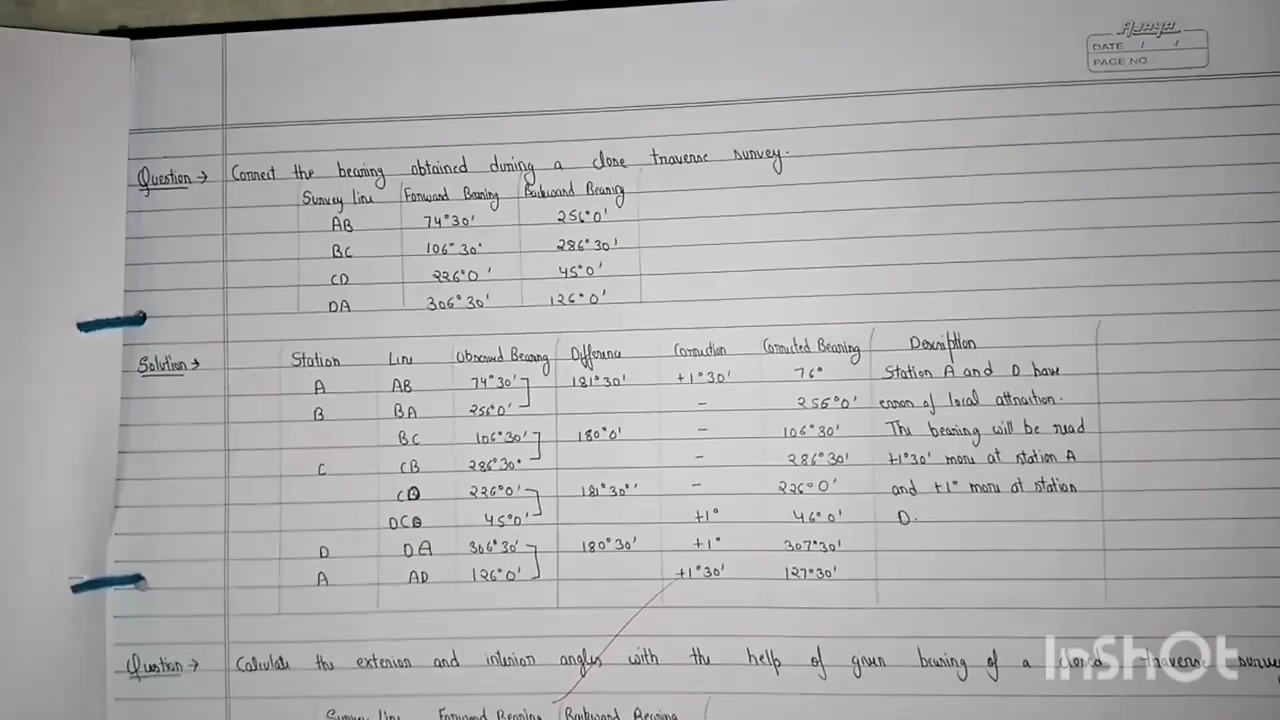 Ajaya
DATE / /
PAGE NO.
Question → Correct the bearing obtained during a close traverse survey.
Survey line Forward Bearing Backward Bearing
AB 74°30' 256°0'
BC 106°30' 286°30'
CD 226°0' 45°0'
DA 306°30' 126°0'
Solution → Station Line Observed Bearing Difference Correction Corrected Bearing Description
A AB 74°30' 181°30' +1°30' 76° Station A and D have
B BA 256°0' - 256°0' error of local attraction.
BC 106°30' 180°0' - 106°30' The bearing will be read
C CB 286°30' - 286°30' +1°30' more at station A
CD 226°0' 181°30'' - 226°0' and +1° more at station
DC 45°0' +1° 46°0' D.
D DA 306°30' 180°30' +1° 307°30'
A AD 126°0' +1°30' 127°30'
Question → Calculate the exterior and interior angles with the help of given bearing of a closed traverse survey
Survey line Forward Bearing Backward Bearing
InShOt